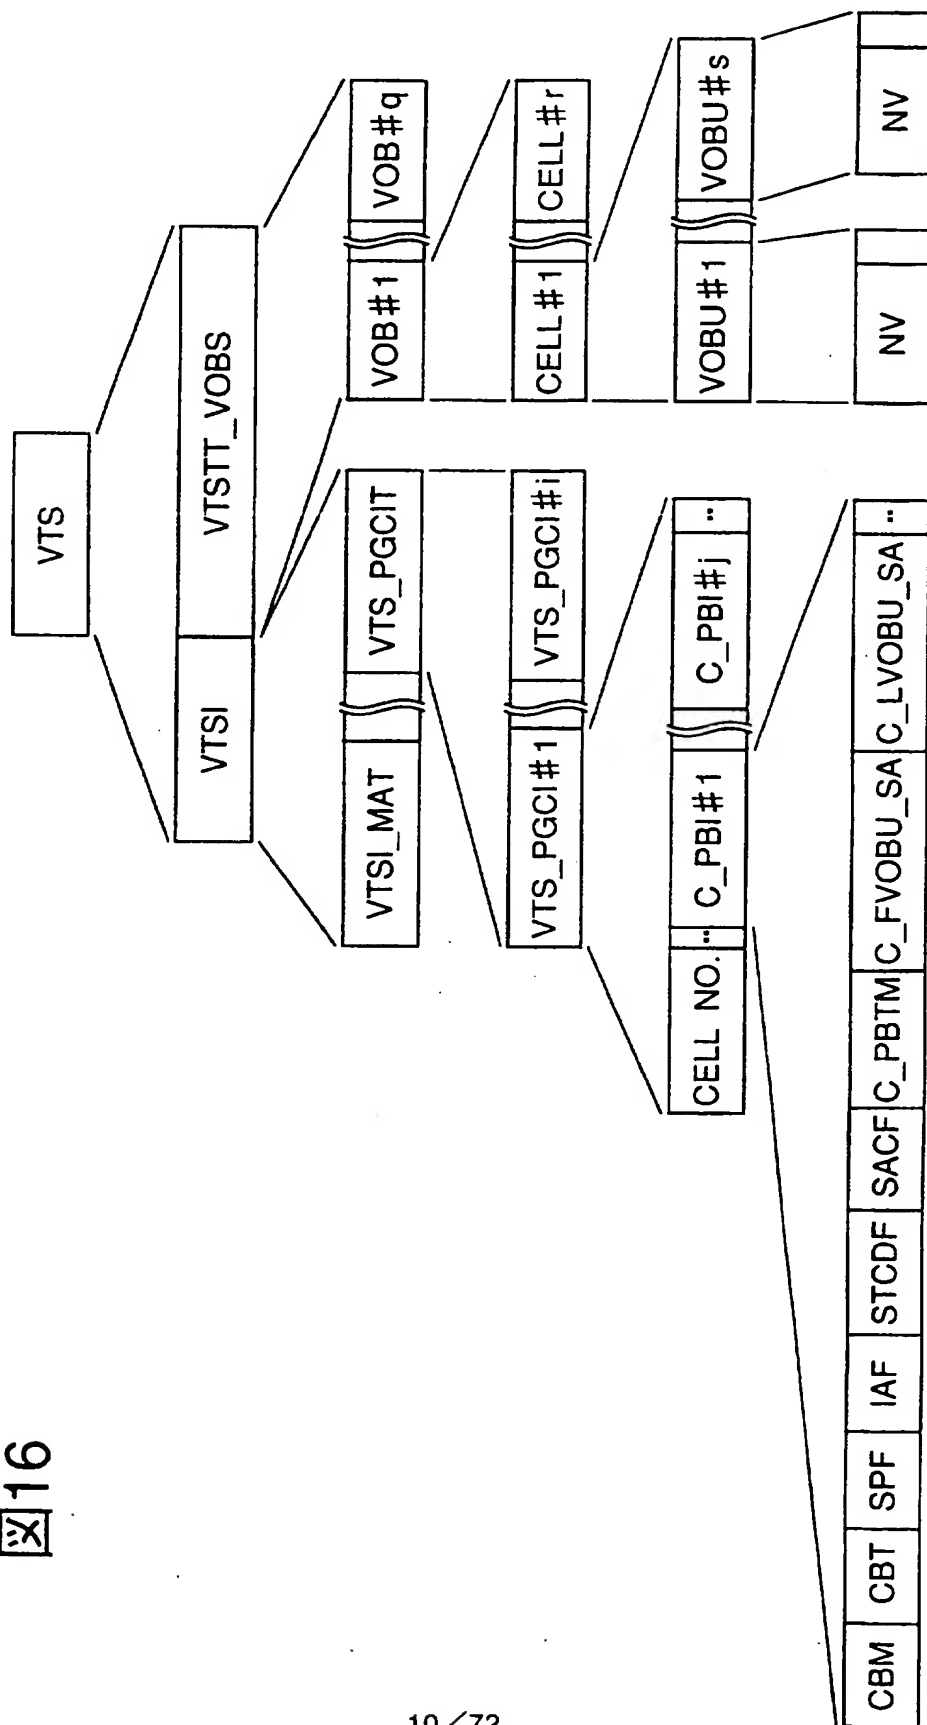 図16
VTS
VTSI VTSTT_VOBS
VTSI_MAT VTS_PGCIT VOB#1 VOB#q
VTS_PGCI#1 VTS_PGCI#i CELL#1 CELL#r
CELL NO. ·· C_PBI#1 C_PBI#j ·· VOBU#1 VOBU#s
CBM CBT SPF IAF STCDF SACF C_PBTM C_FVOBU_SA C_LVOBU_SA ·· NV NV